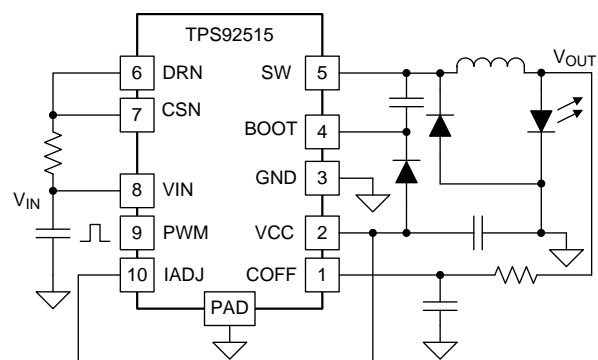 TPS92515
6 DRN SW 5
VOUT
7 CSN
BOOT 4
GND 3
VIN
8 VIN
9 PWM VCC 2
10 IADJ COFF 1
PAD